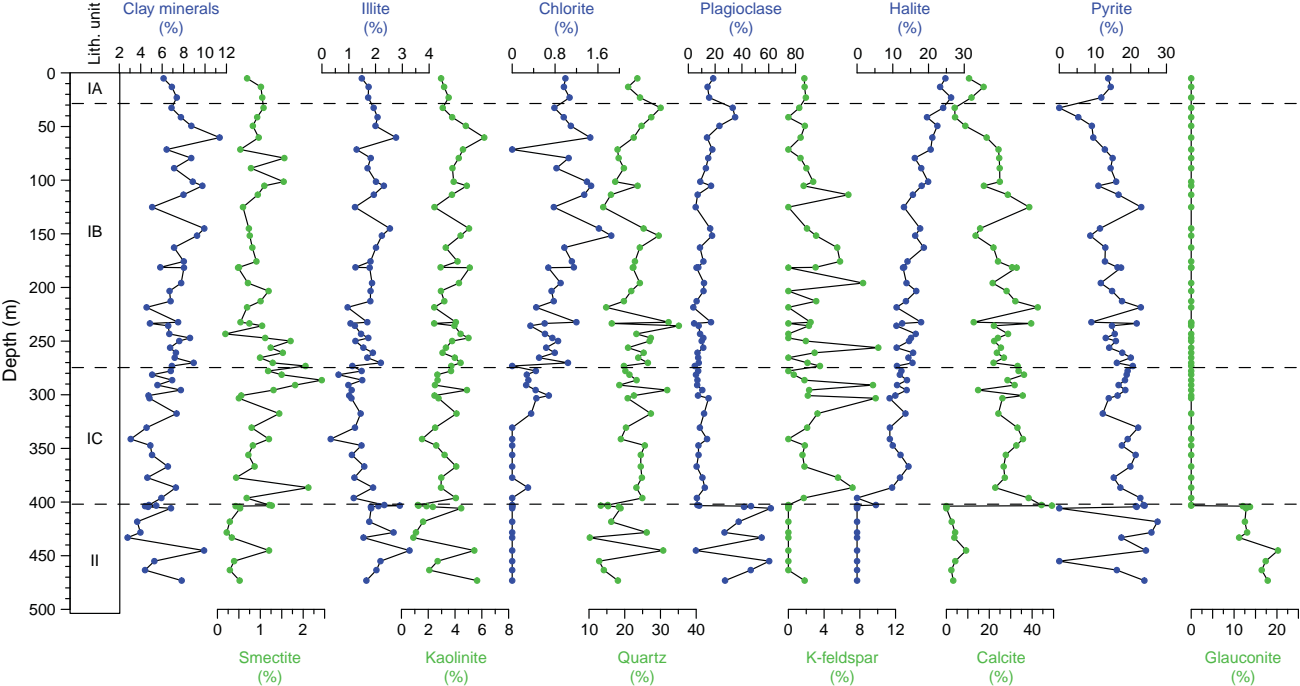 Lith. unit
Clay minerals Illite Chlorite Plagioclase Halite Pyrite
(%) (%) (%) (%) (%) (%)
2 4 6 8 10 12 0 1 2 3 4 0 0.8 1.6 0 20 40 60 80 0 10 20 30 0 10 20 30
0
50
100
150
200
250
300
350
400
450
500
Depth (m)
IA
IB
IC
II
0 1 2 0 2 4 6 8 10 20 30 40 0 4 8 12 0 20 40 0 10 20
Smectite Kaolinite Quartz K-feldspar Calcite Glauconite
(%) (%) (%) (%) (%) (%)